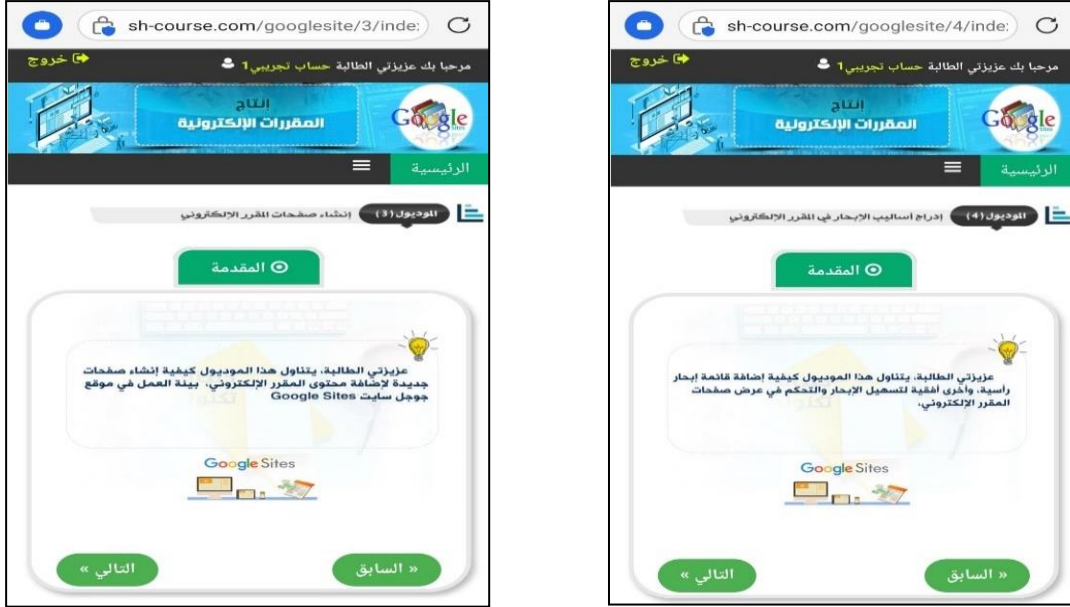 sh-course.com/googlesite/3/inde:
مرحبا بك عزيزتي الطالبة حساب تجريبي1
خروج
إنتاج
المقررات الإلكترونية
Google
Sites
الرئيسية
الموديول (3) إنشاء صفحات المقرر الإلكتروني
المقدمة
عزيزتي الطالبة، يتناول هذا الموديول كيفية إنشاء صفحات
جديدة لإضافة محتوى المقرر الإلكتروني، بيئة العمل في موقع
جوجل سايت Google Sites
Google Sites
« السابق
التالي »
sh-course.com/googlesite/4/inde:
مرحبا بك عزيزتي الطالبة حساب تجريبي1
خروج
إنتاج
المقررات الإلكترونية
Google
Sites
الرئيسية
الموديول (4) إدراج أساليب الإبحار في المقرر الإلكتروني
المقدمة
عزيزتي الطالبة، يتناول هذا الموديول كيفية إضافة قائمة إبحار
رأسية، وأخرى أفقية لتسهيل الإبحار والتحكم في عرض صفحات
المقرر الإلكتروني.
Google Sites
« السابق
التالي »